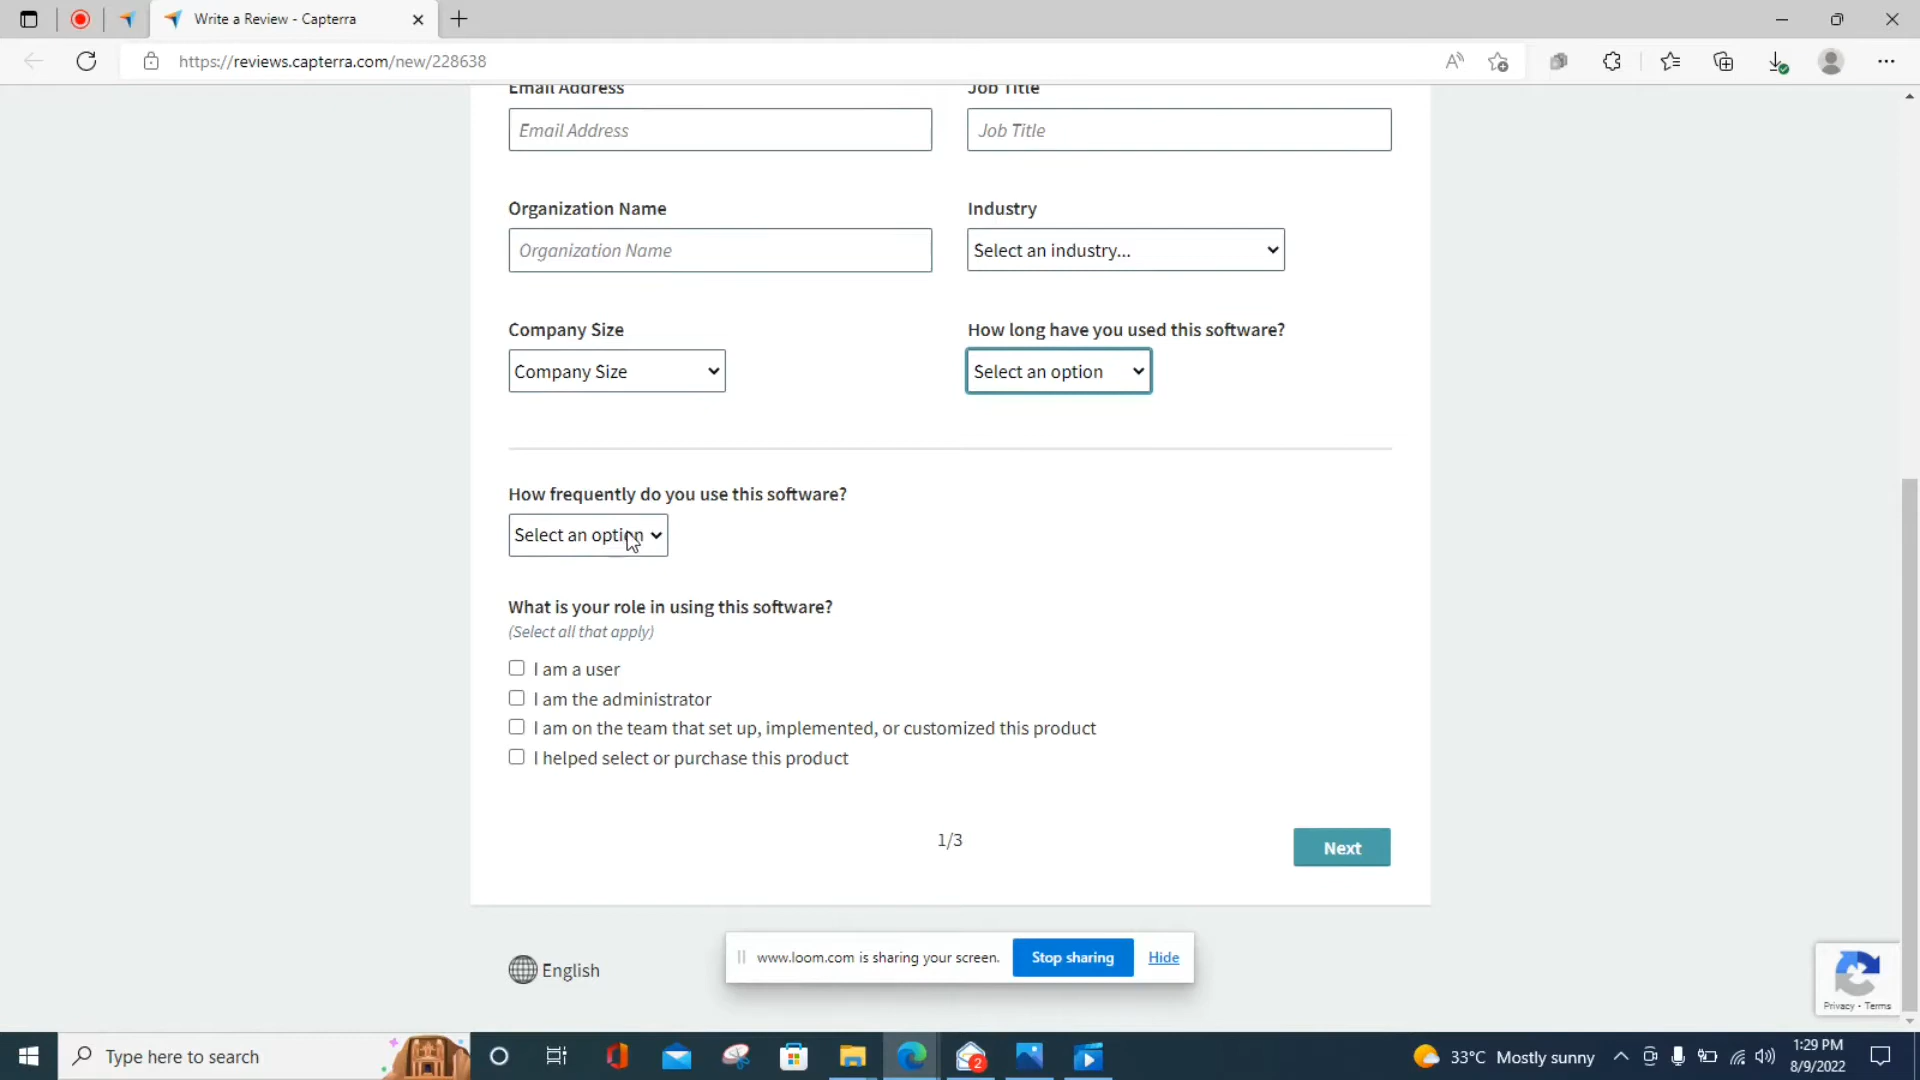 Write a Review - Capterra
https://reviews.capterra.com/new/228638
Email Address
Job Title
Email Address
Job Title
Organization Name
Industry
Organization Name
Select an industry...
Company Size
How long have you used this software?
Company Size
Select an option
How frequently do you use this software?
Select an option
What is your role in using this software?
(Select all that apply)
I am a user
I am the administrator
I am on the team that set up, implemented, or customized this product
I helped select or purchase this product
1/3
Next
www.loom.com is sharing your screen.
Stop sharing
Hide
English
Privacy - Terms
Type here to search
2
33°C Mostly sunny
1:29 PM
8/9/2022